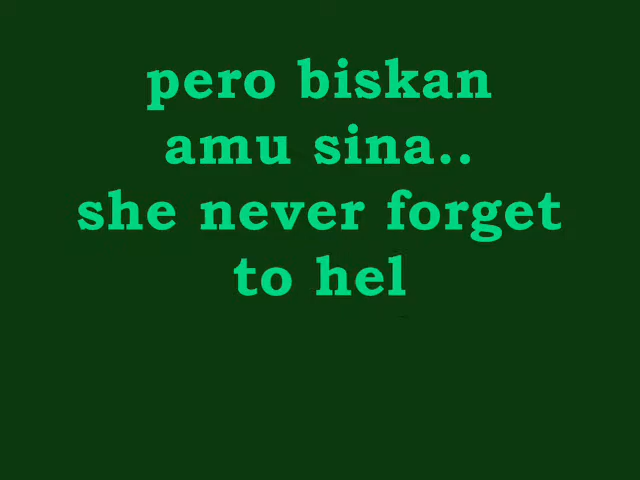 pero biskan
amu sina..
she never forget
to hel